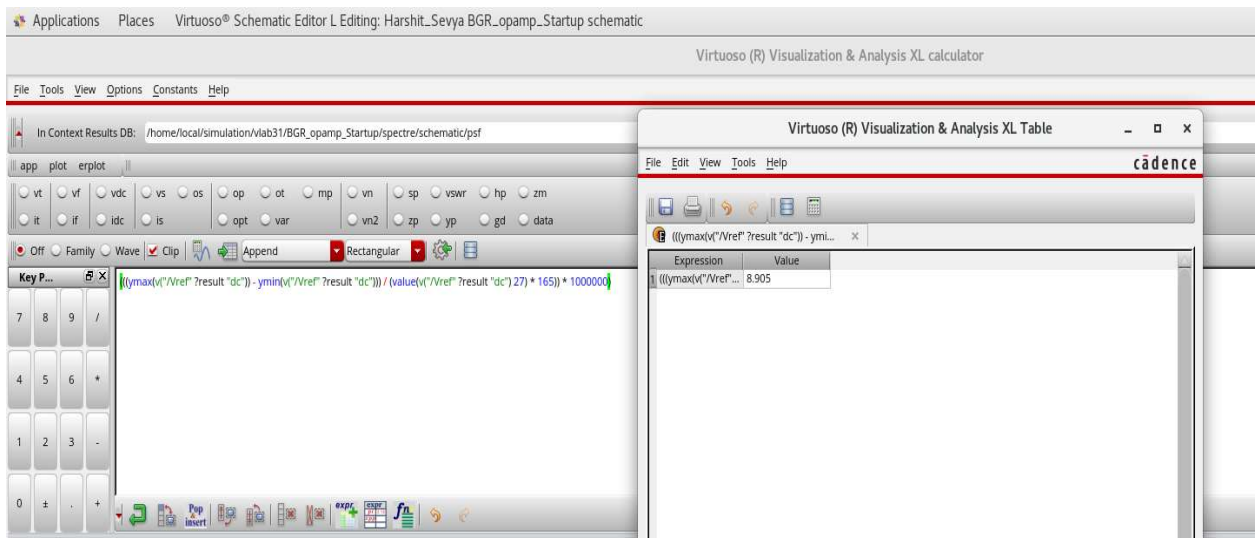 Applications Places Virtuoso® Schematic Editor L Editing: Harshit_Sevya BGR_opamp_Startup schematic
Virtuoso (R) Visualization & Analysis XL calculator
File Tools View Options Constants Help
In Context Results DB: /home/local/simulation/vlab31/BGR_opamp_Startup/spectre/schematic/psf
app plot erplot
vt vf vdc vs os op ot mp vn sp vswr hp zm
it if idc is opt var vn2 zp yp gd data
Off Family Wave Clip Append Rectangular
Key P...
(((ymax(v("/Vref" ?result "dc")) - ymin(v("/Vref" ?result "dc"))) / (value(v("/Vref" ?result "dc") 27) * 165)) * 1000000)
7 8 9 /
4 5 6 *
1 2 3 -
0 ± . +
Pop insert
expr
expr
fn
Virtuoso (R) Visualization & Analysis XL Table
File Edit View Tools Help
cādence
(((ymax(v("/Vref" ?result "dc")) - ymi...
Expression Value
1 (((ymax(v("/Vref"... 8.905